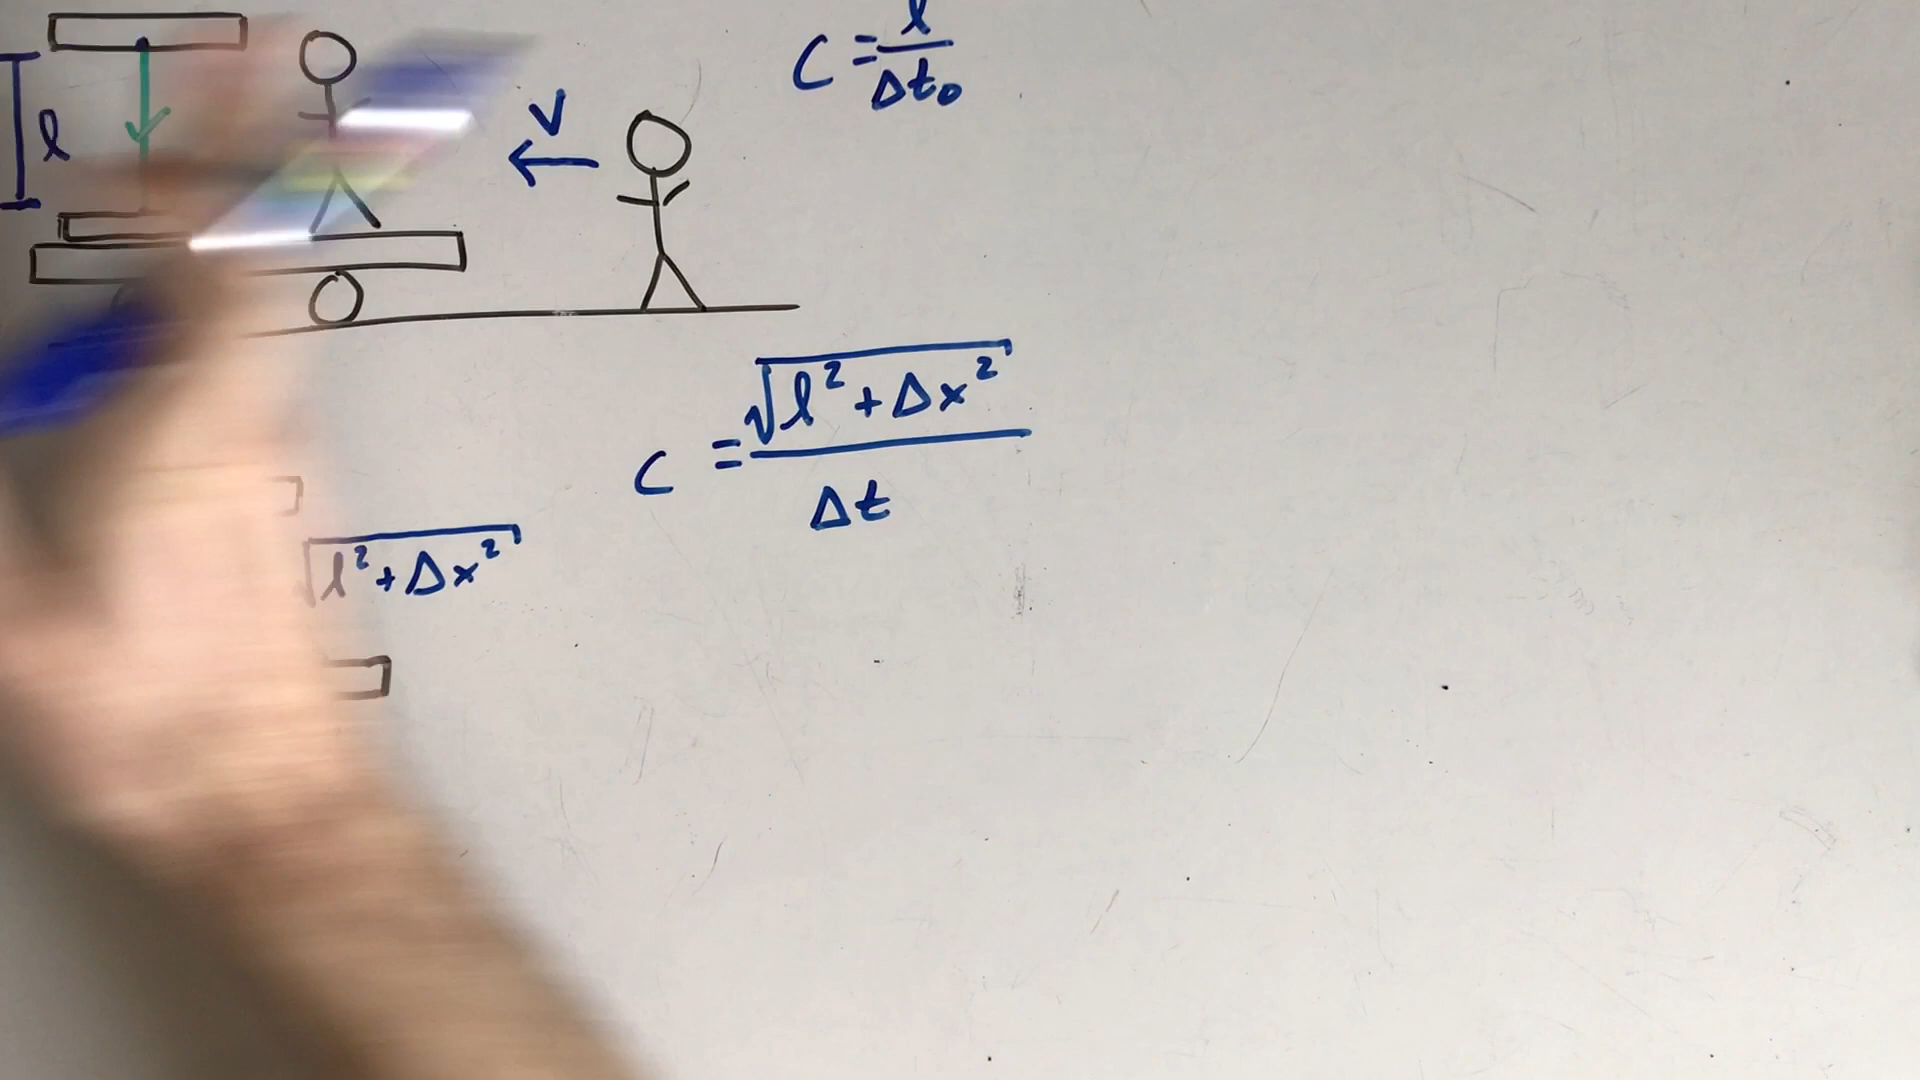 C = l / Δt₀
V
l
C = √(l² + Δx²) / Δt
√(l² + Δx²)